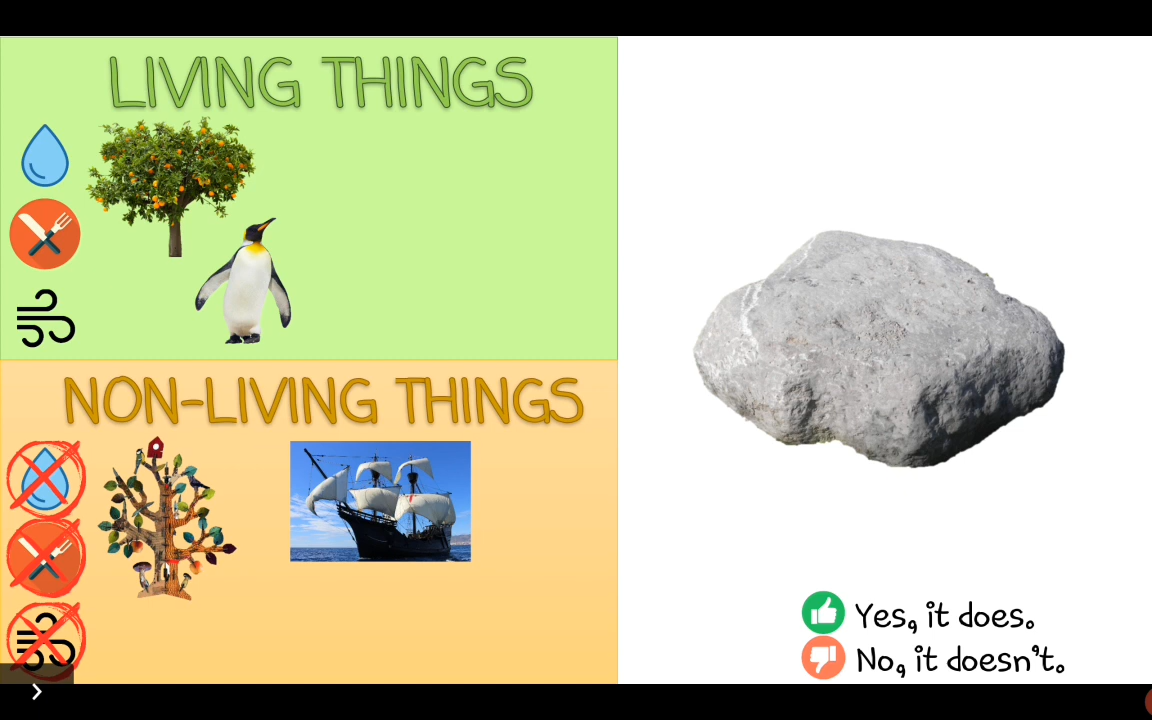 LIVING THINGS
NON-LIVING THINGS
Yes, it does.
No, it doesn't.